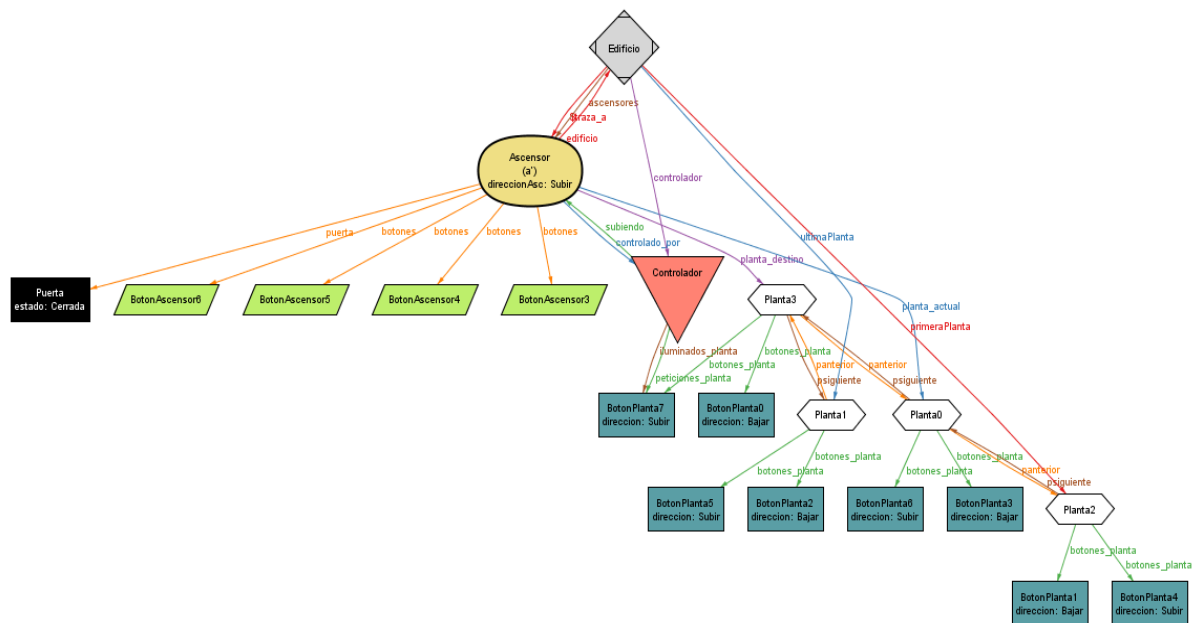 Edificio
ascensores
$traza_a
edificio
Ascensor
(a')
direccionAsc: Subir
controlador
puerta
botones
botones
botones
botones
subiendo
controlado_por
ultimaPlanta
planta_destino
planta_actual
primeraPlanta
Puerta
estado: Cerrada
BotonAscensor6
BotonAscensor5
BotonAscensor4
BotonAscensor3
Controlador
Planta3
iluminados_planta
botones_planta
botones_planta
peticiones_planta
panterior
psiguiente
panterior
psiguiente
BotonPlanta7
direccion: Subir
BotonPlanta0
direccion: Bajar
Planta1
Planta0
botones_planta
botones_planta
botones_planta
botones_planta
panterior
psiguiente
BotonPlanta5
direccion: Subir
BotonPlanta2
direccion: Bajar
BotonPlanta6
direccion: Subir
BotonPlanta3
direccion: Bajar
Planta2
botones_planta
botones_planta
BotonPlanta1
direccion: Bajar
BotonPlanta4
direccion: Subir